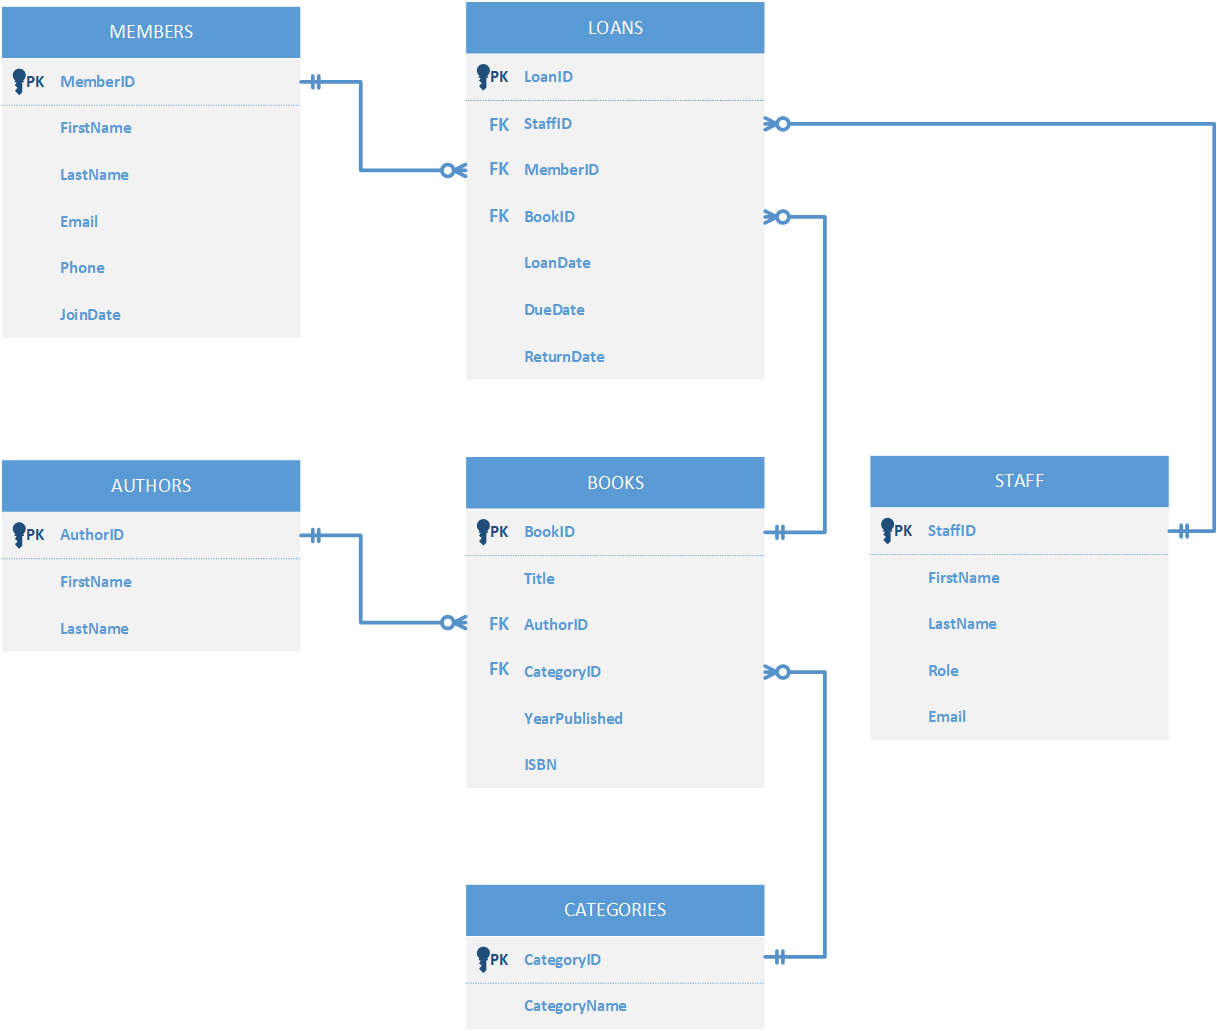 MEMBERS
PK MemberID
FirstName
LastName
Email
Phone
JoinDate
LOANS
PK LoanID
FK StaffID
FK MemberID
FK BookID
LoanDate
DueDate
ReturnDate
AUTHORS
PK AuthorID
FirstName
LastName
BOOKS
PK BookID
Title
FK AuthorID
FK CategoryID
YearPublished
ISBN
STAFF
PK StaffID
FirstName
LastName
Role
Email
CATEGORIES
PK CategoryID
CategoryName